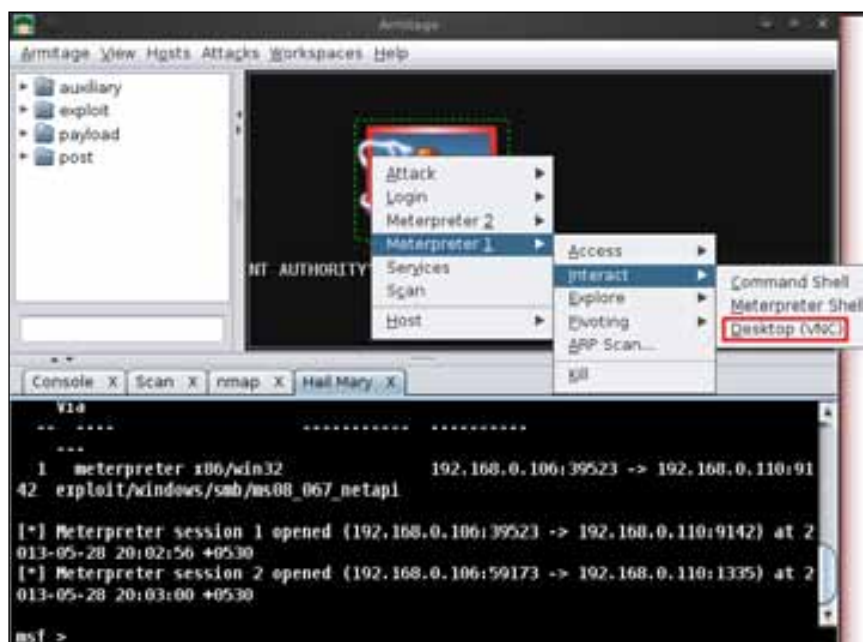 Armitage
Armitage View Hosts Attacks Workspaces Help
auxiliary
exploit
payload
post
Attack
Login
Meterpreter 2
Meterpreter 1
Services
Scan
Host
NT AUTHORITY
Access
Interact
Explore
Pivoting
ARP Scan...
Kill
Command Shell
Meterpreter Shell
Desktop (VNC)
Console X Scan X nmap X Hail Mary X
Via
-- ---- ----------- ----------
---
1 meterpreter x86/win32 192.168.0.106:39523 -> 192.168.0.110:91
42 exploit/windows/smb/ms08_067_netapi
[*] Meterpreter session 1 opened (192.168.0.106:39523 -> 192.168.0.110:9142) at 2
013-05-28 20:02:56 +0530
[*] Meterpreter session 2 opened (192.168.0.106:59173 -> 192.168.0.110:1335) at 2
013-05-28 20:03:00 +0530
msf >